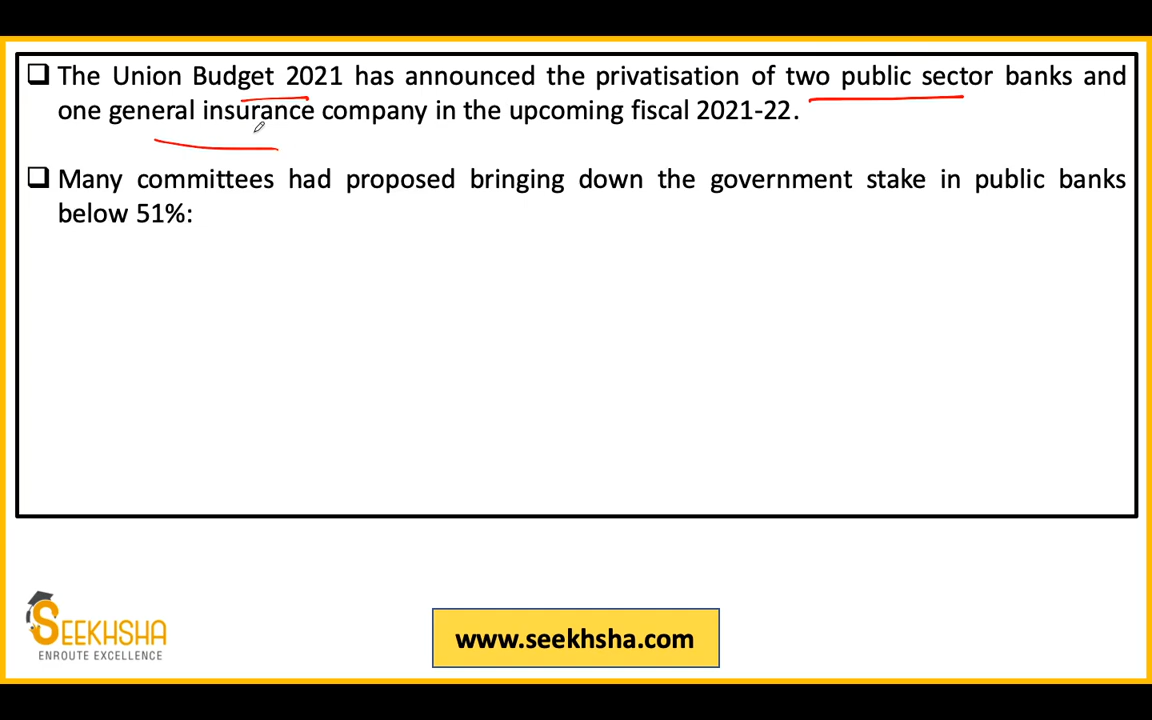 ❑ The Union Budget 2021 has announced the privatisation of two public sector banks and
one general insurance company in the upcoming fiscal 2021-22.
❑ Many committees had proposed bringing down the government stake in public banks
below 51%:
SEEKHSHA
ENROUTE EXCELLENCE
www.seekhsha.com